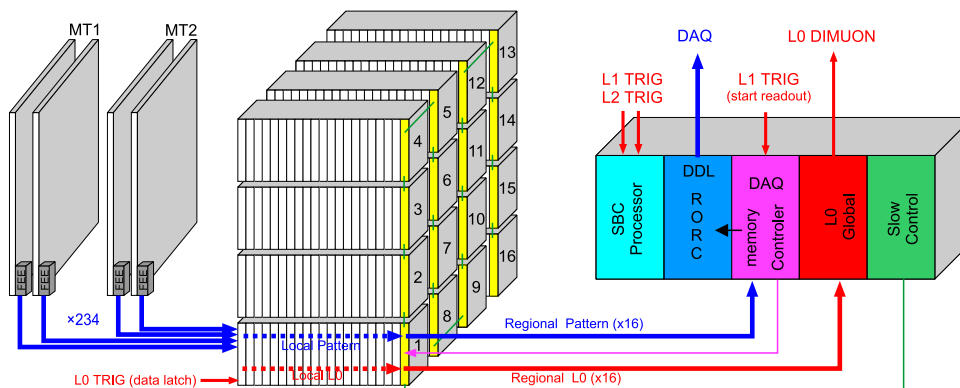 MT1
MT2
FEE
FEE
FEE
FEE
×234
L0 TRIG (data latch)
13
12
5
4
14
11
6
3
15
10
7
2
16
9
8
1
Local Pattern
Local L0
Regional Pattern (x16)
Regional L0 (x16)
DAQ
L0 DIMUON
L1 TRIG
L2 TRIG
L1 TRIG
(start readout)
SBC
Processor
DDL
R
O
R
C
DAQ
memory
Controler
L0
Global
Slow
Control